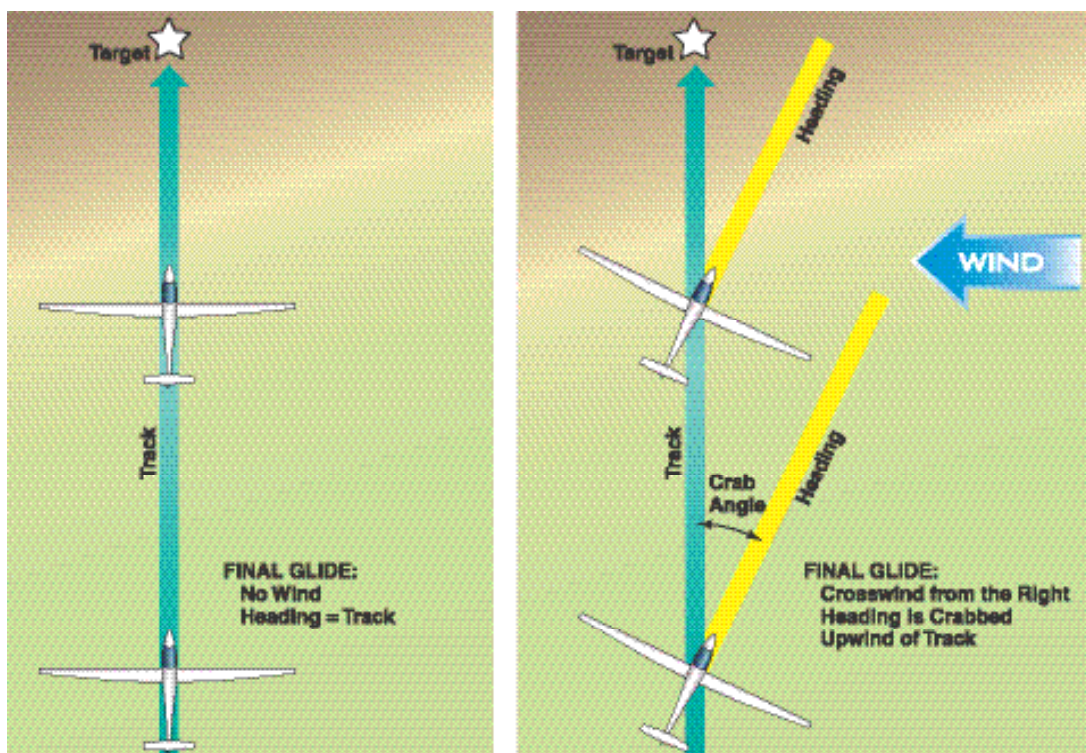 Target
Track
FINAL GLIDE:
No Wind
Heading = Track
Target
Heading
WIND
Track
Heading
Crab
Angle
FINAL GLIDE:
Crosswind from the Right
Heading is Crabbed
Upwind of Track